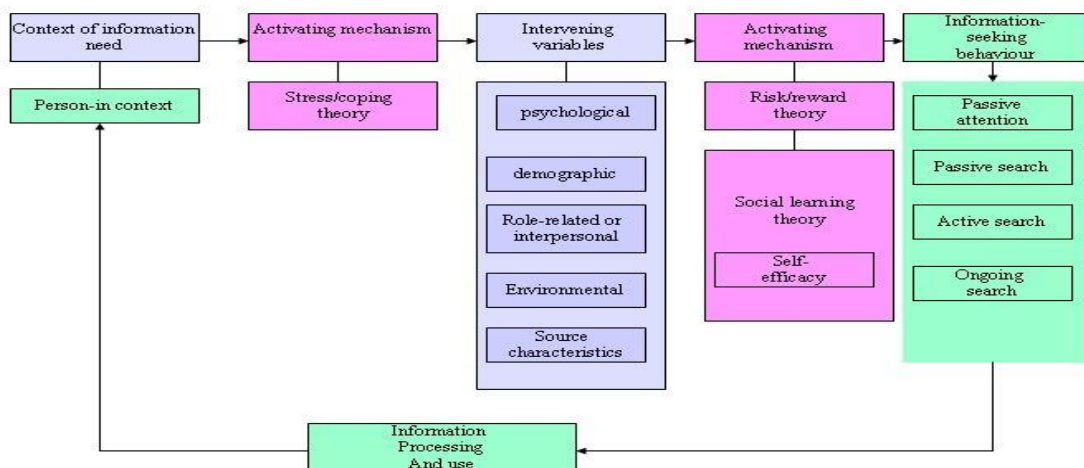 Context of information
need
Activating mechanism
Intervening
variables
Activating
mechanism
Information-
seeking
behaviour
Person-in context
Stress/coping
theory
psychological
demographic
Role-related or
interpersonal
Environmental
Source
characteristics
Risk/reward
theory
Social learning
theory
Self-
efficacy
Passive
attention
Passive search
Active search
Ongoing
search
Information
Processing
And use